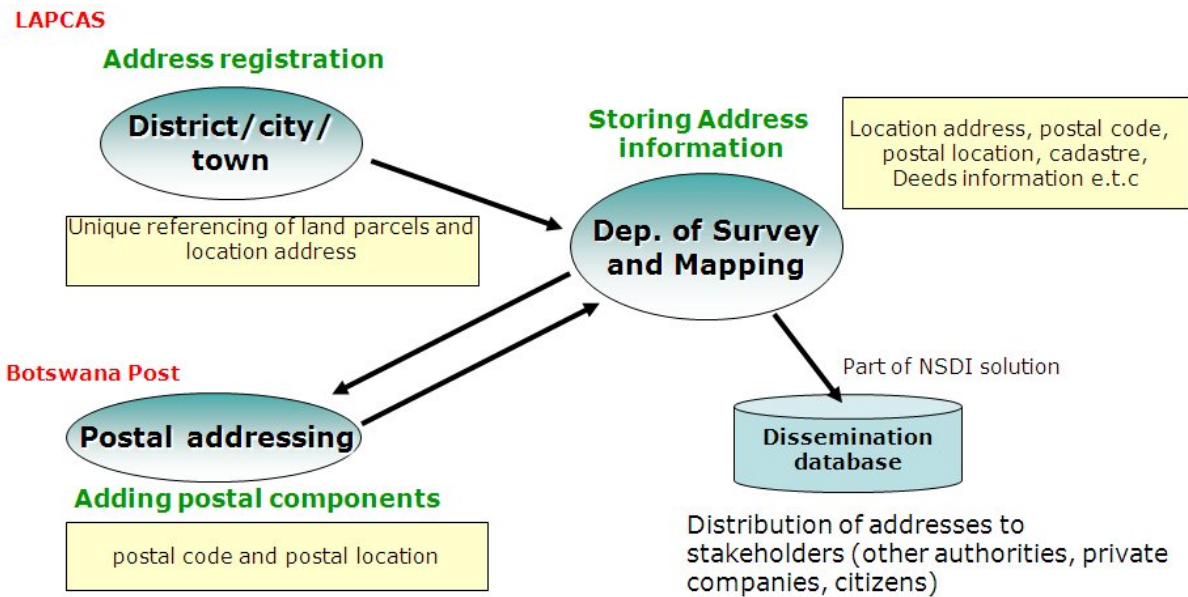 LAPCAS
Address registration
District/city/
town
Unique referencing of land parcels and
location address
Storing Address
information
Location address, postal code,
postal location, cadastre,
Deeds information e.t.c
Dep. of Survey
and Mapping
Botswana Post
Postal addressing
Adding postal components
postal code and postal location
Part of NSDI solution
Dissemination
database
Distribution of addresses to
stakeholders (other authorities, private
companies, citizens)